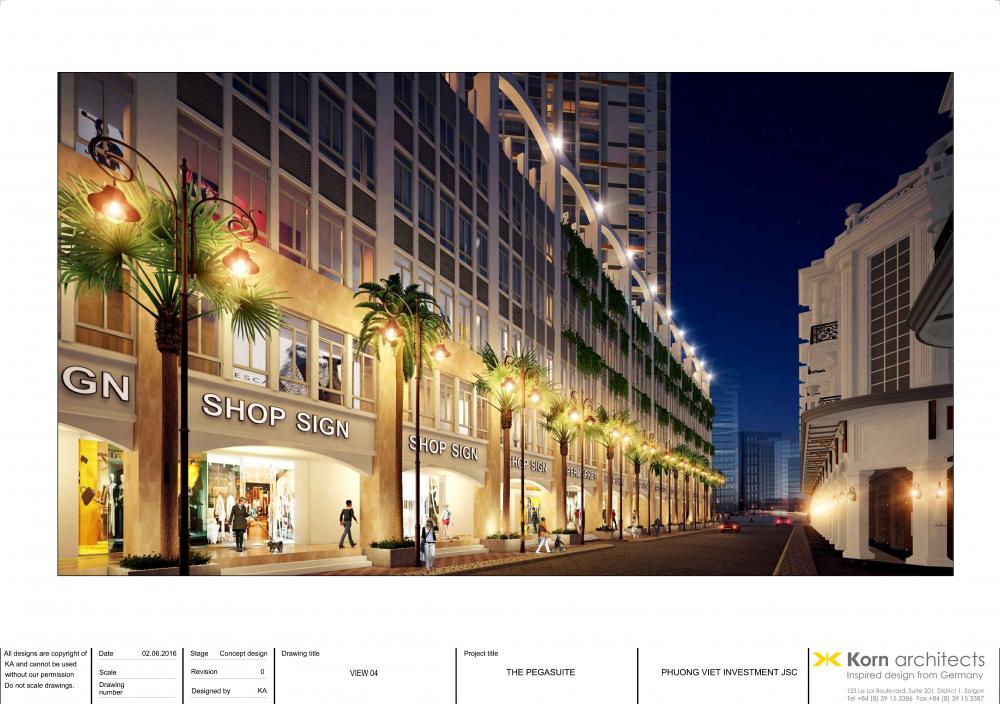 GN
SHOP SIGN
SHOP SIGN
SHOP SIGN
ESCA
All designs are copyright of
KA and cannot be used
without our permission
Do not scale drawings.
Date 02.06.2016
Scale
Drawing
number
Stage Concept design
Revision 0
Designed by KA
Drawing title
VIEW 04
Project title
THE PEGASUITE
PHUONG VIET INVESTMENT JSC
Korn architects
Inspired design from Germany
123 Le Loi Boulevard, Suite 201, District 1, Saigon
Tel +84 (8) 39 15 3386 Fax +84 (8) 39 15 3387